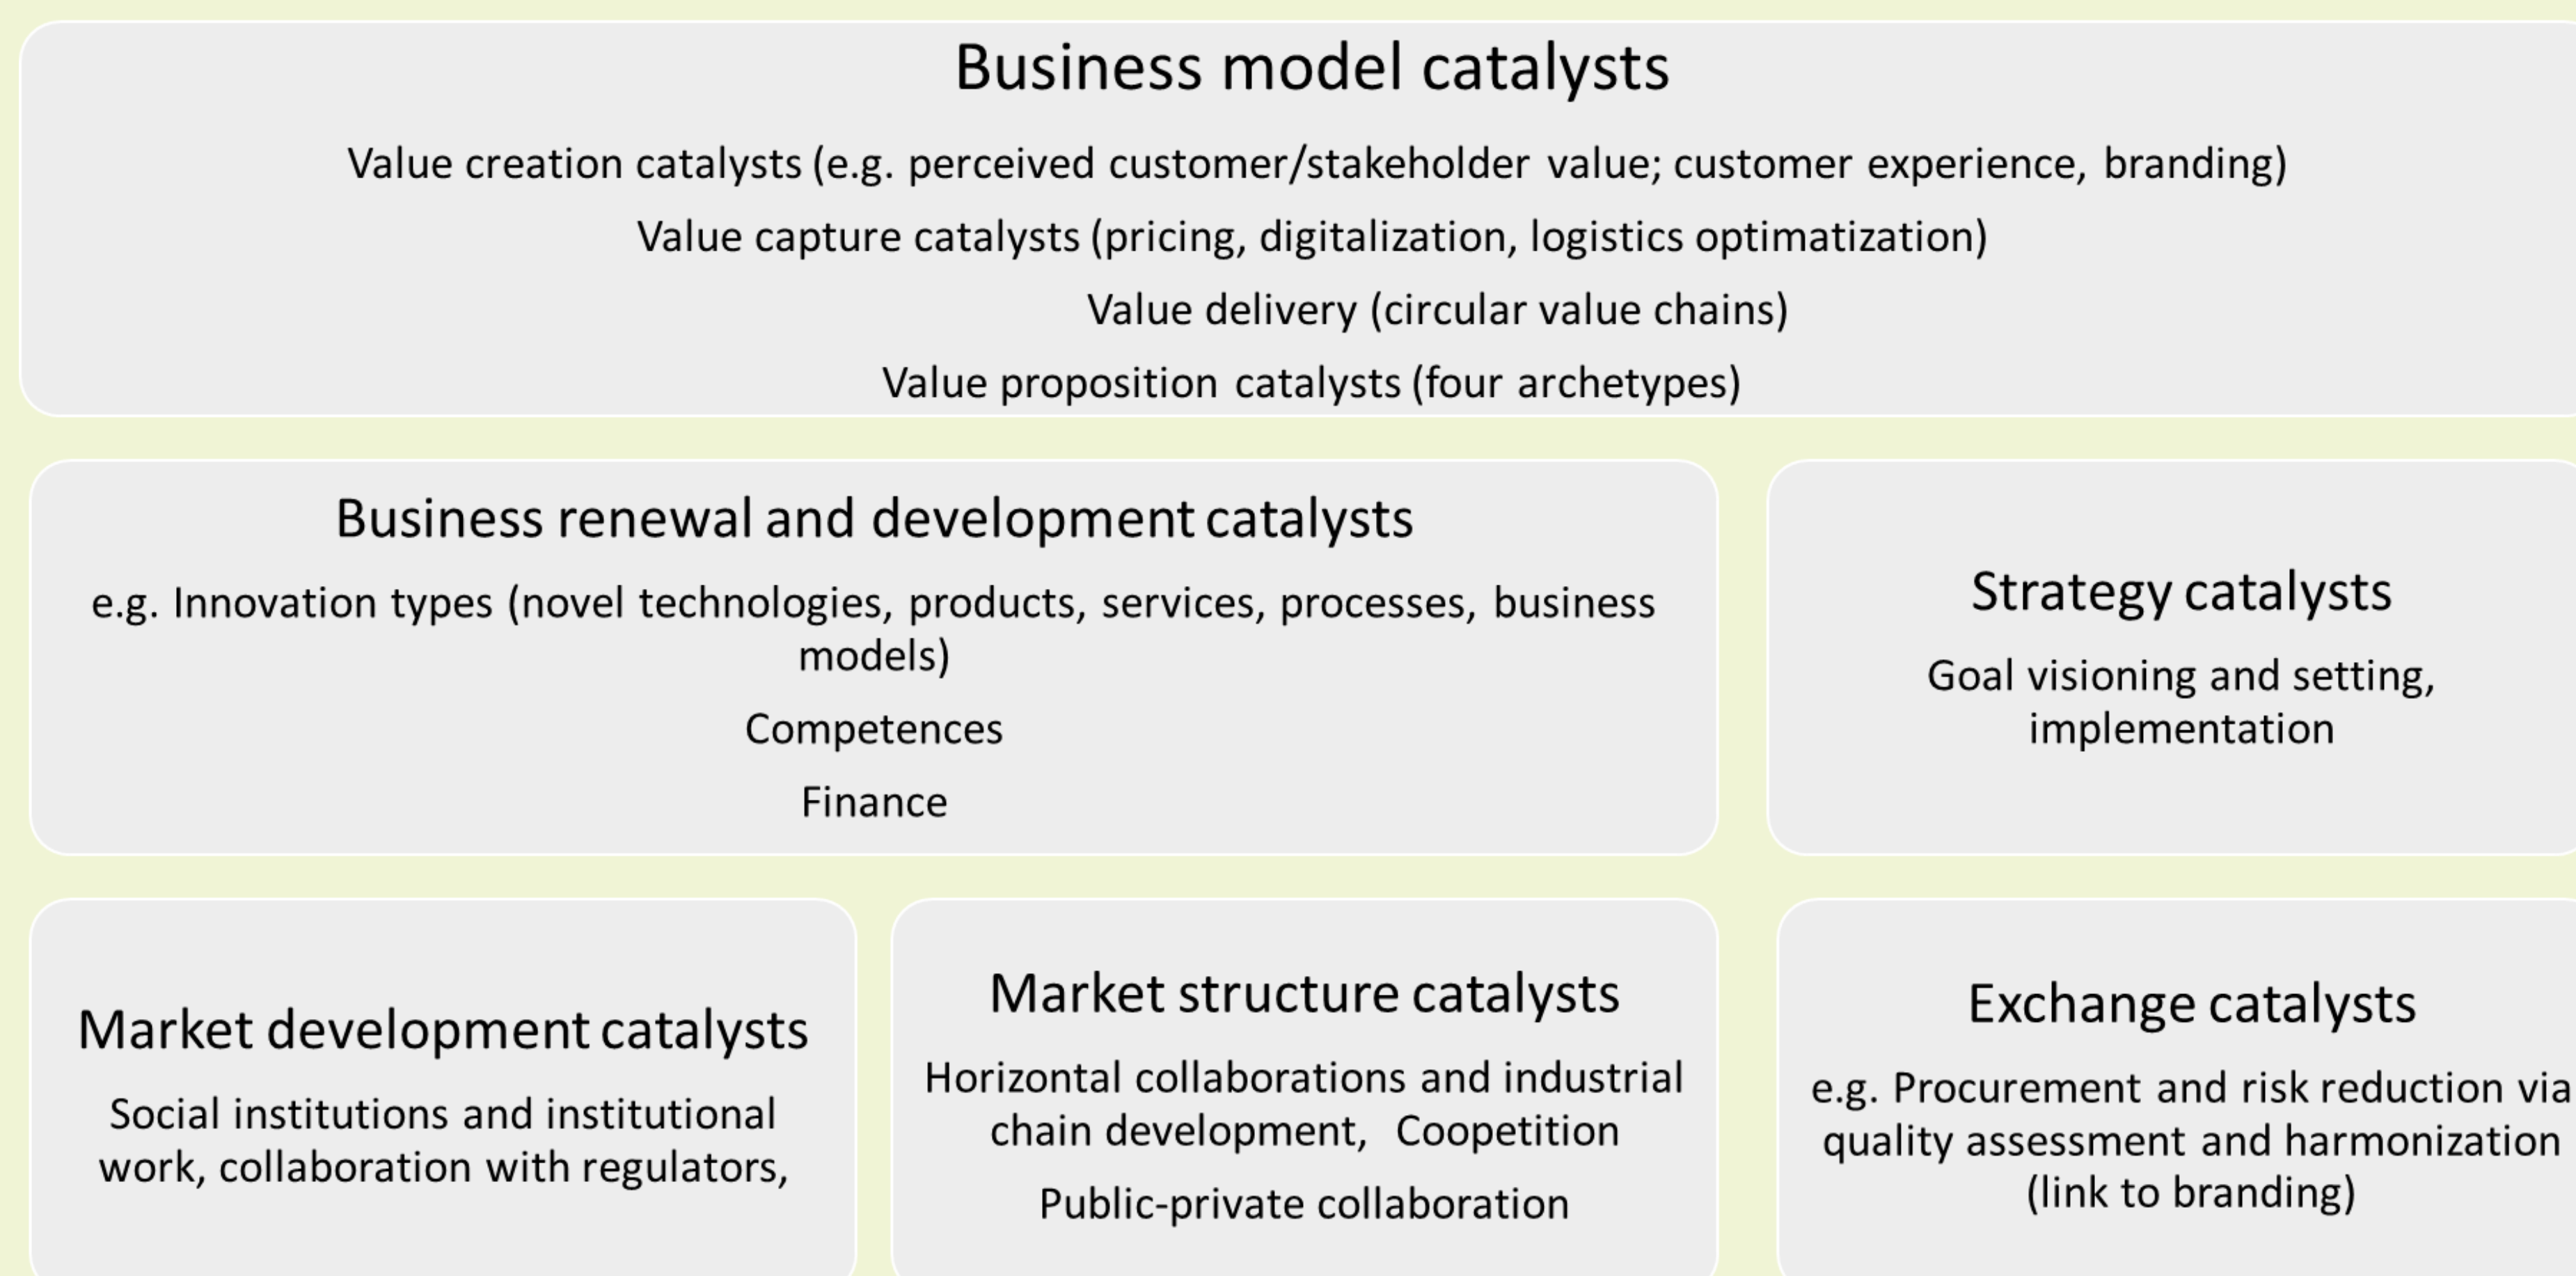 Business model catalysts
Value creation catalysts (e.g. perceived customer/stakeholder value; customer experience, branding)
Value capture catalysts (pricing, digitalization, logistics optimatization)
Value delivery (circular value chains)
Value proposition catalysts (four archetypes)
Business renewal and development catalysts
e.g. Innovation types (novel technologies, products, services, processes, business
models)
Competences
Finance
Strategy catalysts
Goal visioning and setting,
implementation
Market development catalysts
Social institutions and institutional
work, collaboration with regulators,
Market structure catalysts
Horizontal collaborations and industrial
chain development, Coopetition
Public-private collaboration
Exchange catalysts
e.g. Procurement and risk reduction via
quality assessment and harmonization
(link to branding)